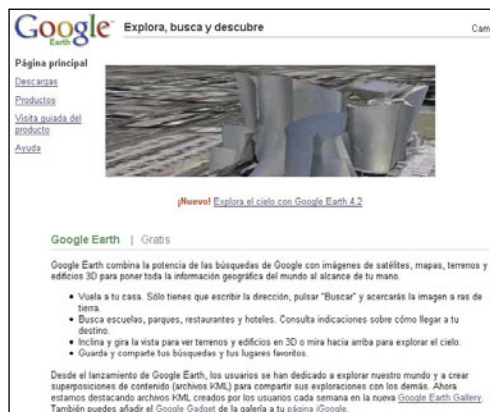 Google Earth
Explora, busca y descubre
Cam
Página principal
Descargas
Productos
Visita guiada del
producto
Ayuda
¡Nuevo! Explora el cielo con Google Earth 4.2
Google Earth | Gratis
Google Earth combina la potencia de las búsquedas de Google con imágenes de satélites, mapas, terrenos y
edificios 3D para poner toda la información geográfica del mundo al alcance de tu mano.
• Vuela a tu casa. Sólo tienes que escribir la dirección, pulsar "Buscar" y acercarás la imagen a ras de
tierra.
• Busca escuelas, parques, restaurantes y hoteles. Consulta indicaciones sobre cómo llegar a tu
destino.
• Inclina y gira la vista para ver terrenos y edificios en 3D o mira hacia arriba para explorar el cielo.
• Guarda y comparte tus búsquedas y tus lugares favoritos.
Desde el lanzamiento de Google Earth, los usuarios se han dedicado a explorar nuestro mundo y a crear
superposiciones de contenido (archivos KML) para compartir sus exploraciones con los demás. Ahora
estamos destacando archivos KML creados por los usuarios cada semana en la nueva Google Earth Gallery.
También puedes añadir el Google Gadget de la galería a tu página iGoogle.